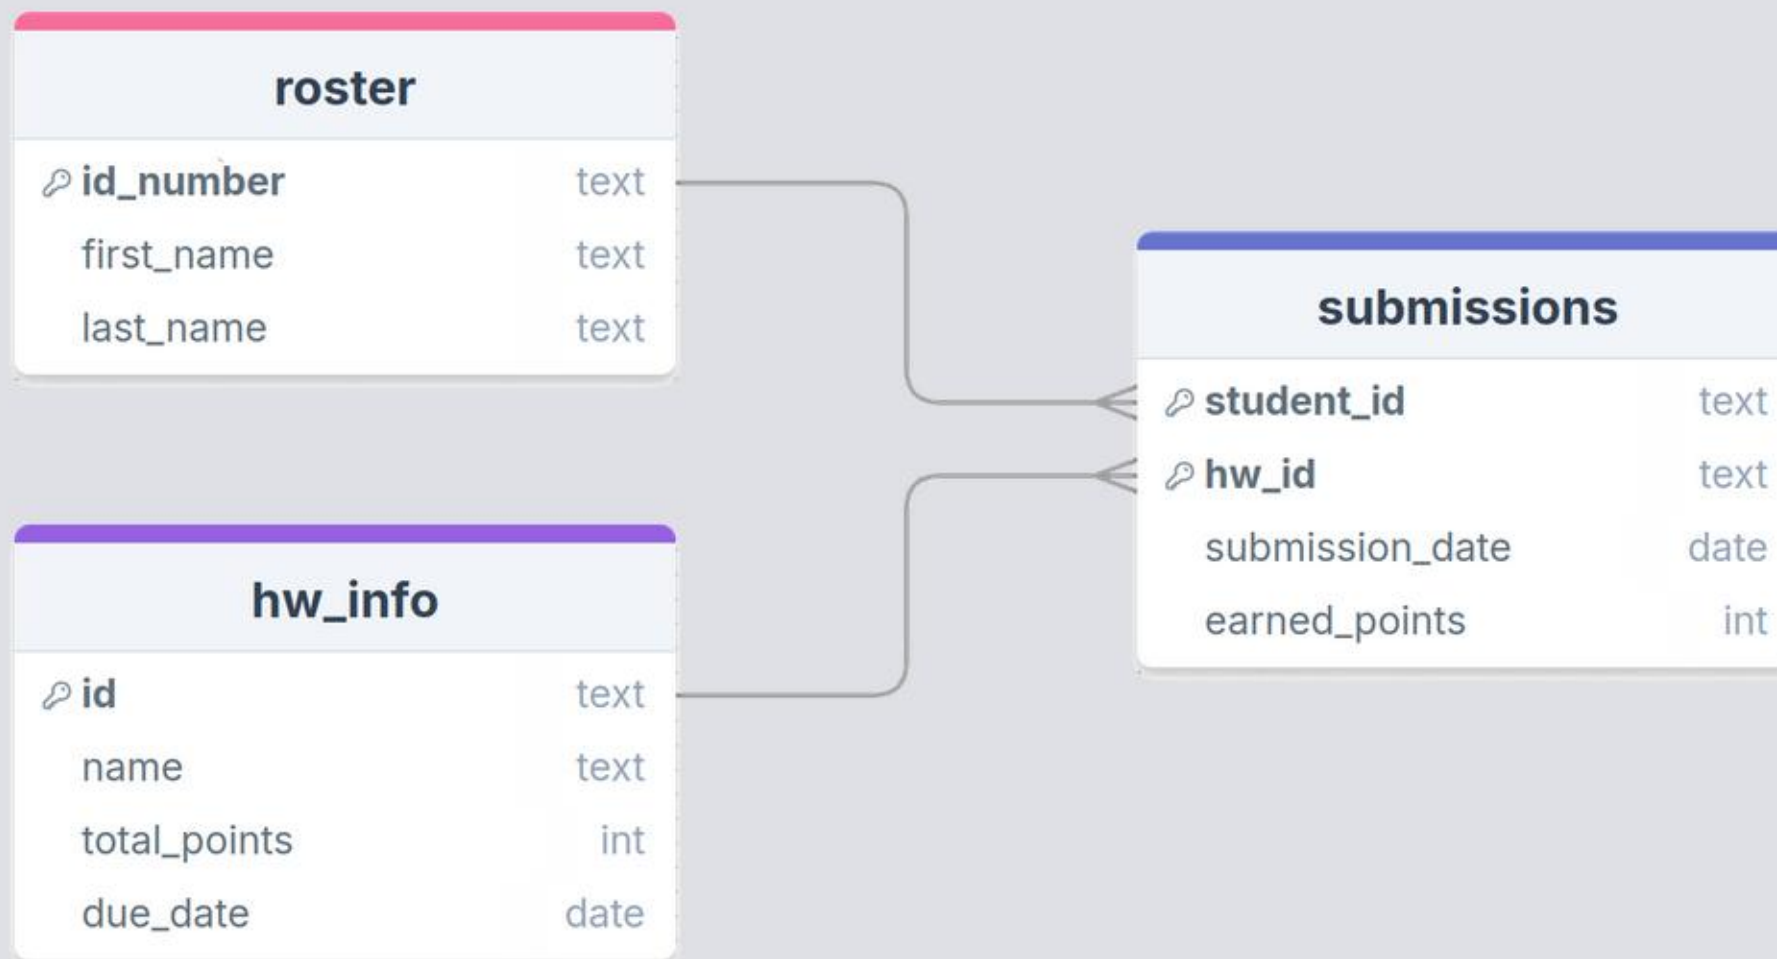 roster
id_number text
first_name text
last_name text
hw_info
id text
name text
total_points int
due_date date
submissions
student_id text
hw_id text
submission_date date
earned_points int